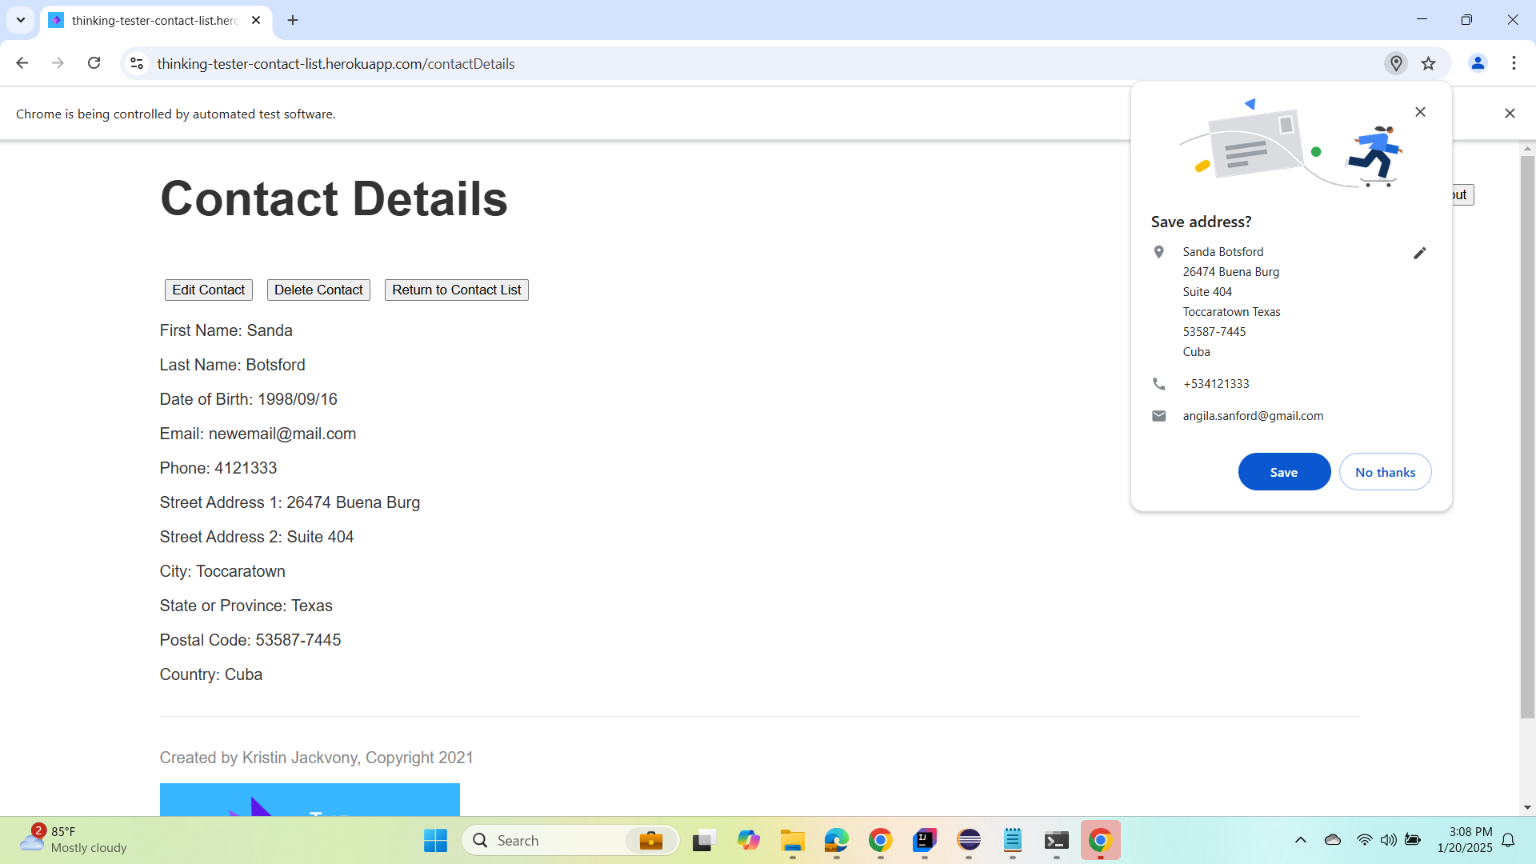 thinking-tester-contact-list.herc
thinking-tester-contact-list.herokuapp.com/contactDetails
Chrome is being controlled by automated test software.
Contact Details
out
Edit Contact
Delete Contact
Return to Contact List
First Name: Sanda
Last Name: Botsford
Date of Birth: 1998/09/16
Email: newemail@mail.com
Phone: 4121333
Street Address 1: 26474 Buena Burg
Street Address 2: Suite 404
City: Toccaratown
State or Province: Texas
Postal Code: 53587-7445
Country: Cuba
Created by Kristin Jackvony, Copyright 2021
Save address?
Sanda Botsford
26474 Buena Burg
Suite 404
Toccaratown Texas
53587-7445
Cuba
+534121333
angila.sanford@gmail.com
Save
No thanks
2
85°F
Mostly cloudy
Search
3:08 PM
1/20/2025